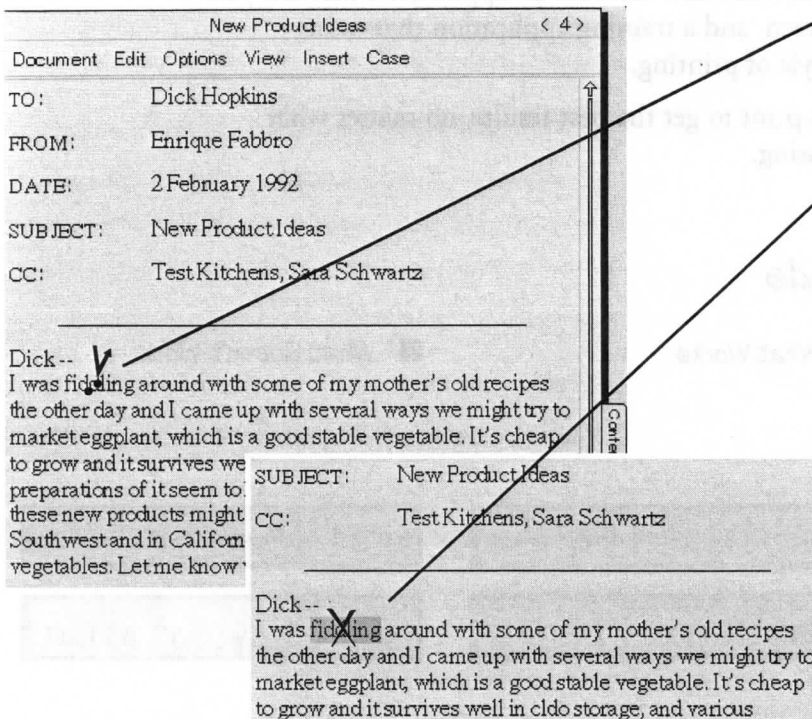 New Product Ideas < 4 >
Document Edit Options View Insert Case
TO: Dick Hopkins
FROM: Enrique Fabbro
DATE: 2 February 1992
SUBJECT: New Product Ideas
CC: Test Kitchens, Sara Schwartz
Dick--
I was fiddling around with some of my mother's old recipes
the other day and I came up with several ways we might try to
market eggplant, which is a good stable vegetable. It's cheap
to grow and it survives we
preparations of it seem to
these new products might
Southwest and in Californ
vegetables. Let me know
Conte
SUBJECT: New Product Ideas
CC: Test Kitchens, Sara Schwartz
Dick--
I was fiddling around with some of my mother's old recipes
the other day and I came up with several ways we might try to
market eggplant, which is a good stable vegetable. It's cheap
to grow and it survives well in cldo storage, and various